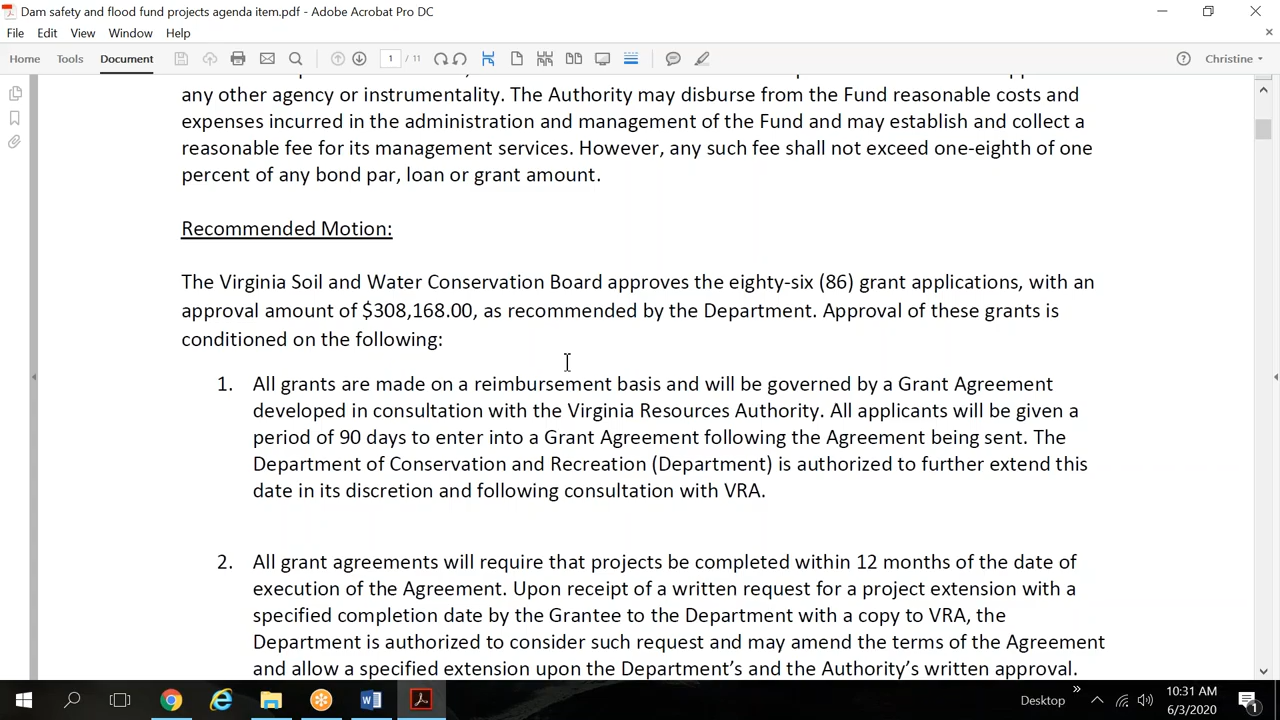 Dam safety and flood fund projects agenda item.pdf - Adobe Acrobat Pro DC
File Edit View Window Help
Home Tools Document 1 / 11 Christine
any other agency or instrumentality. The Authority may disburse from the Fund reasonable costs and
expenses incurred in the administration and management of the Fund and may establish and collect a
reasonable fee for its management services. However, any such fee shall not exceed one-eighth of one
percent of any bond par, loan or grant amount.
Recommended Motion:
The Virginia Soil and Water Conservation Board approves the eighty-six (86) grant applications, with an
approval amount of $308,168.00, as recommended by the Department. Approval of these grants is
conditioned on the following:
1. All grants are made on a reimbursement basis and will be governed by a Grant Agreement
developed in consultation with the Virginia Resources Authority. All applicants will be given a
period of 90 days to enter into a Grant Agreement following the Agreement being sent. The
Department of Conservation and Recreation (Department) is authorized to further extend this
date in its discretion and following consultation with VRA.
2. All grant agreements will require that projects be completed within 12 months of the date of
execution of the Agreement. Upon receipt of a written request for a project extension with a
specified completion date by the Grantee to the Department with a copy to VRA, the
Department is authorized to consider such request and may amend the terms of the Agreement
and allow a specified extension upon the Department's and the Authority's written approval.
Desktop
10:31 AM
6/3/2020
1